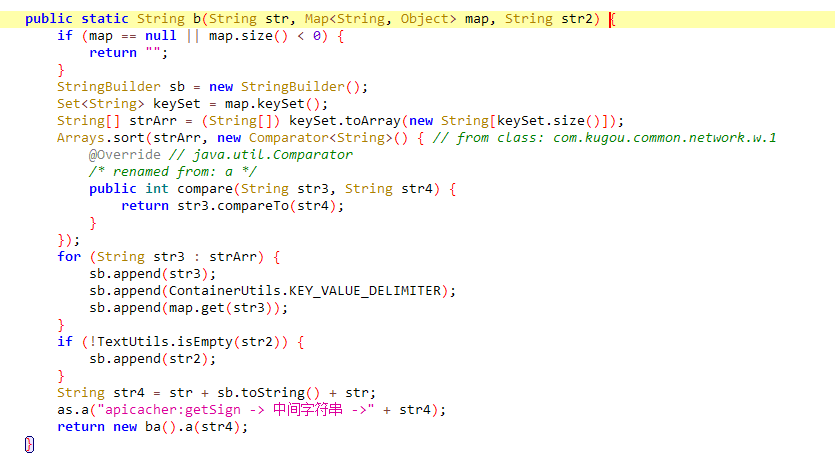 public static String b(String str, Map<String, Object> map, String str2) {
    if (map == null || map.size() < 0) {
        return "";
    }
    StringBuilder sb = new StringBuilder();
    Set<String> keySet = map.keySet();
    String[] strArr = (String[]) keySet.toArray(new String[keySet.size()]);
    Arrays.sort(strArr, new Comparator<String>() { // from class: com.kugou.common.network.w.1
        @Override // java.util.Comparator
        /* renamed from: a */
        public int compare(String str3, String str4) {
            return str3.compareTo(str4);
        }
    });
    for (String str3 : strArr) {
        sb.append(str3);
        sb.append(ContainerUtils.KEY_VALUE_DELIMITER);
        sb.append(map.get(str3));
    }
    if (!TextUtils.isEmpty(str2)) {
        sb.append(str2);
    }
    String str4 = str + sb.toString() + str;
    as.a("apicacher:getSign -> 中间字符串 ->" + str4);
    return new ba().a(str4);
}